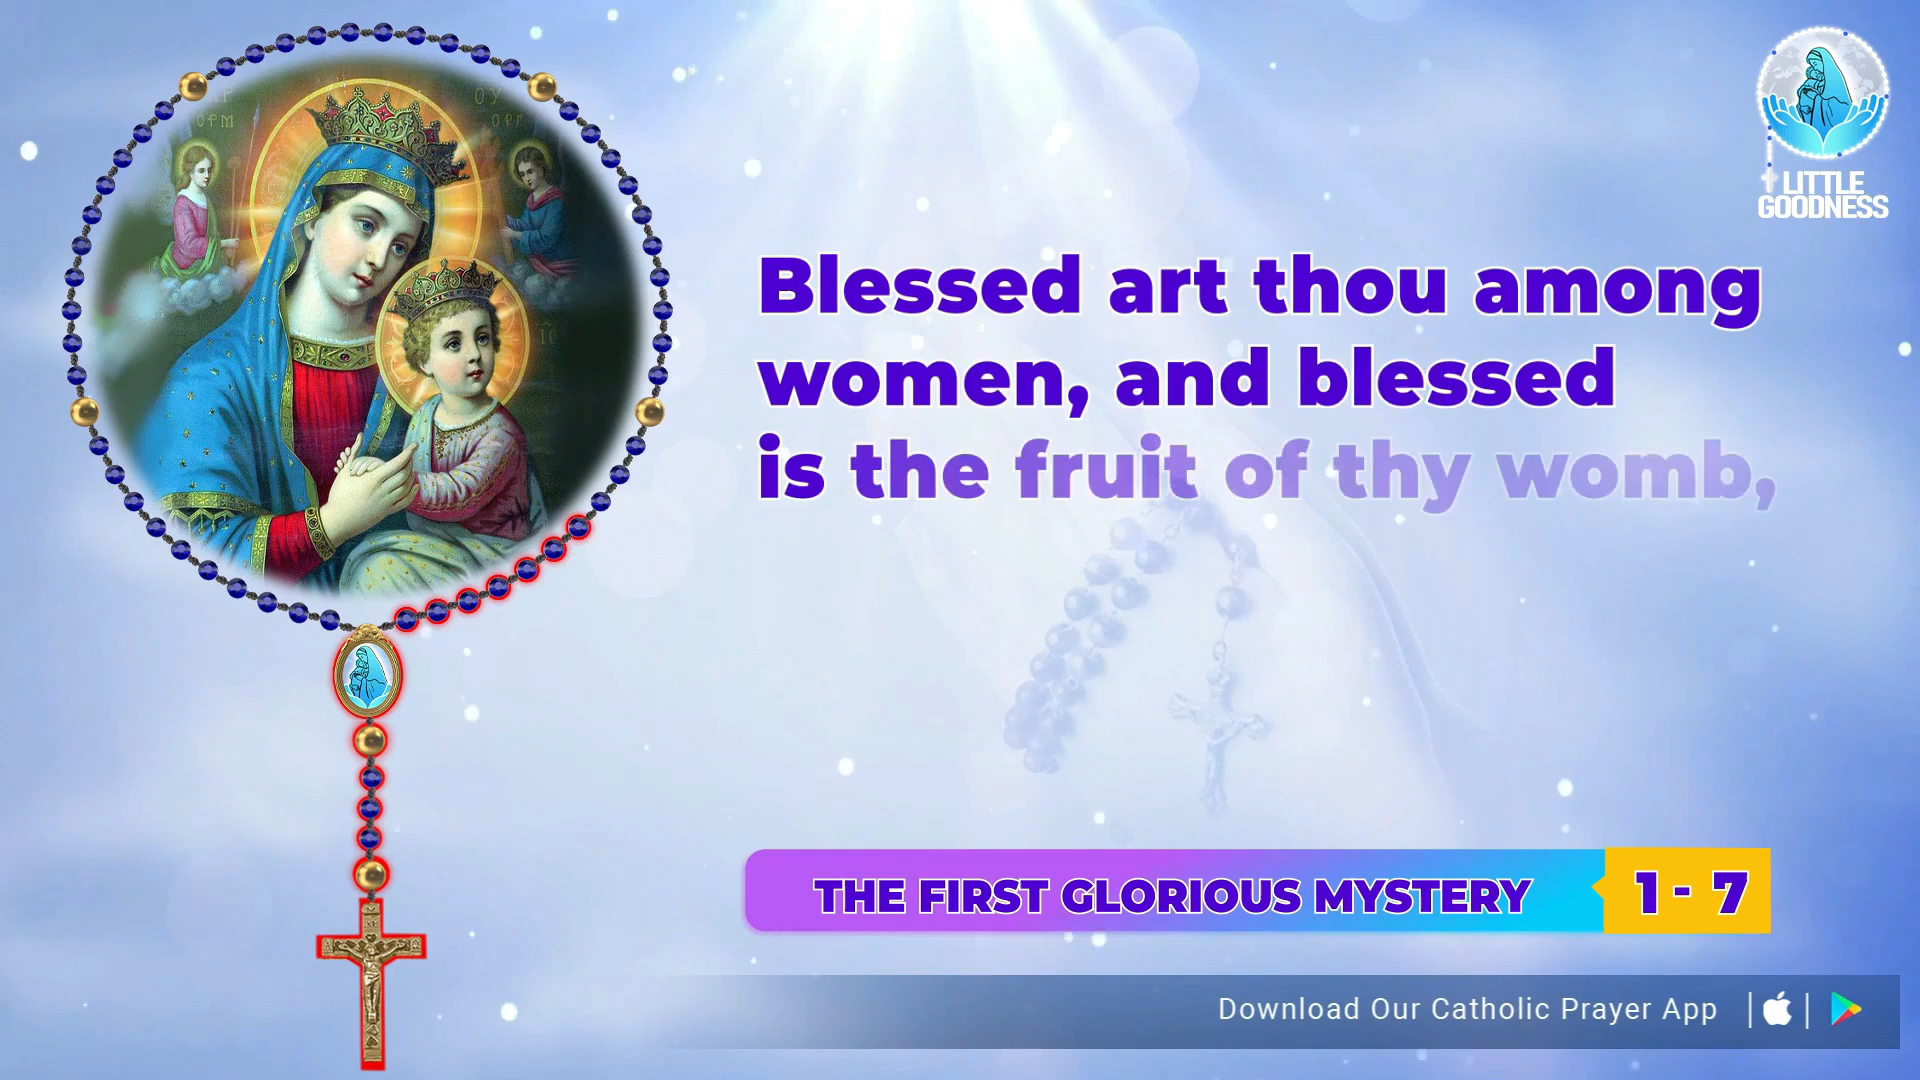 LITTLE
GOODNESS
Blessed art thou among
women, and blessed
is the fruit of thy womb,
THE FIRST GLORIOUS MYSTERY
1 - 7
Download Our Catholic Prayer App